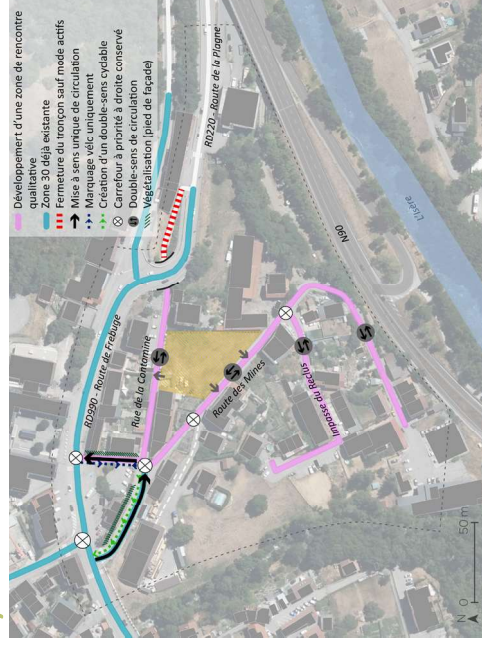 Développement d'une zone de rencontre
qualitative
Zone 30 déjà existante
Fermeture du tronçon sauf mode actifs
Mise à sens unique de circulation
Marquage vélo uniquement
Création d'un double-sens cyclable
Carrefour à priorité à droite conservé
Double-sens de circulation
Végétalisation (pied de façade)
RD220 - Route de la Plagne
RD990 - Route de Frébuge
Rue de la Contamine
Route des Mines
Impasse du Reclus
N90
L'Isère
N
0
50 m